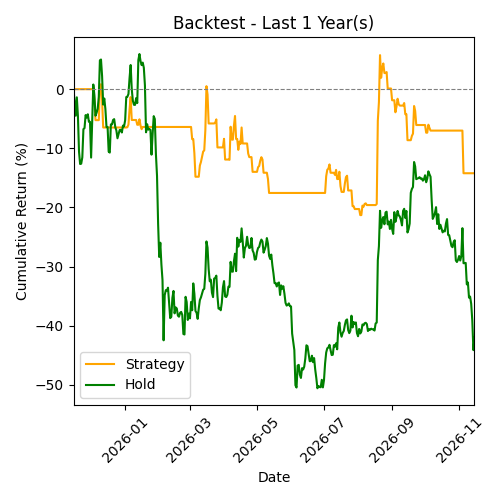 Backtest - Last 1 Year(s)
Cumulative Return (%)
0
−10
−20
−30
−40
−50
Strategy
Hold
2026-01
2026-03
2026-05
2026-07
2026-09
2026-11
Date